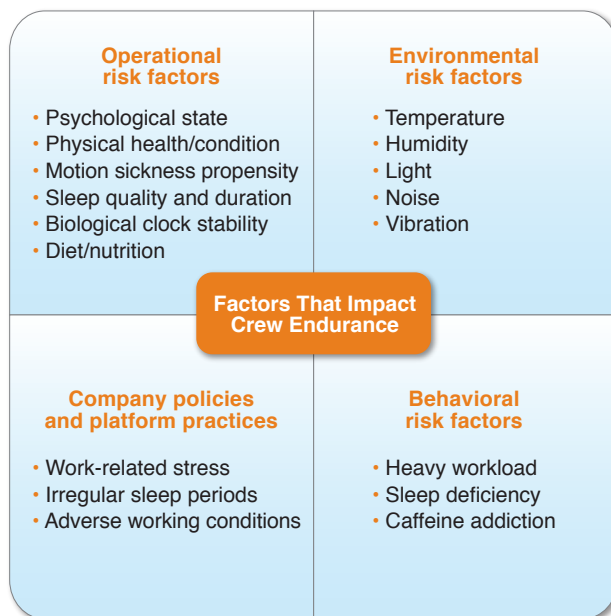 Operational
risk factors
• Psychological state
• Physical health/condition
• Motion sickness propensity
• Sleep quality and duration
• Biological clock stability
• Diet/nutrition
Environmental
risk factors
• Temperature
• Humidity
• Light
• Noise
• Vibration
Factors That Impact
Crew Endurance
Company policies
and platform practices
• Work-related stress
• Irregular sleep periods
• Adverse working conditions
Behavioral
risk factors
• Heavy workload
• Sleep deficiency
• Caffeine addiction